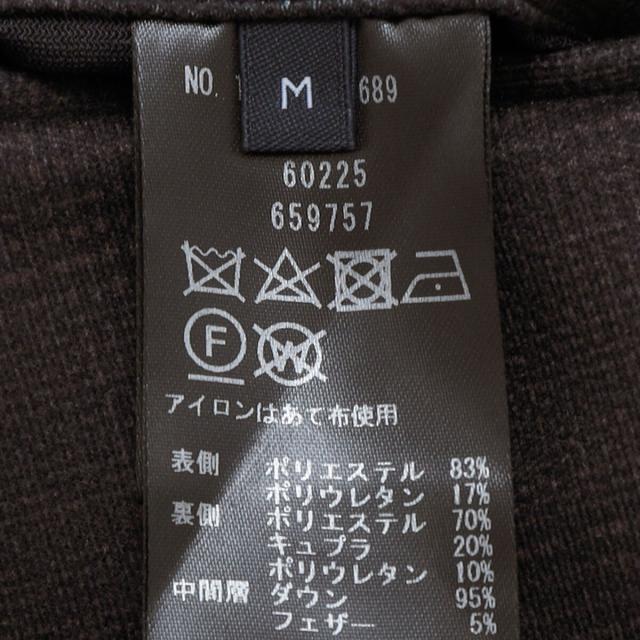 NO. M 689
60225
659757
F W
アイロンはあて布使用
表側 ポリエステル 83%
ポリウレタン 17%
裏側 ポリエステル 70%
キュプラ 20%
ポリウレタン 10%
中間層 ダウン 95%
フェザー 5%